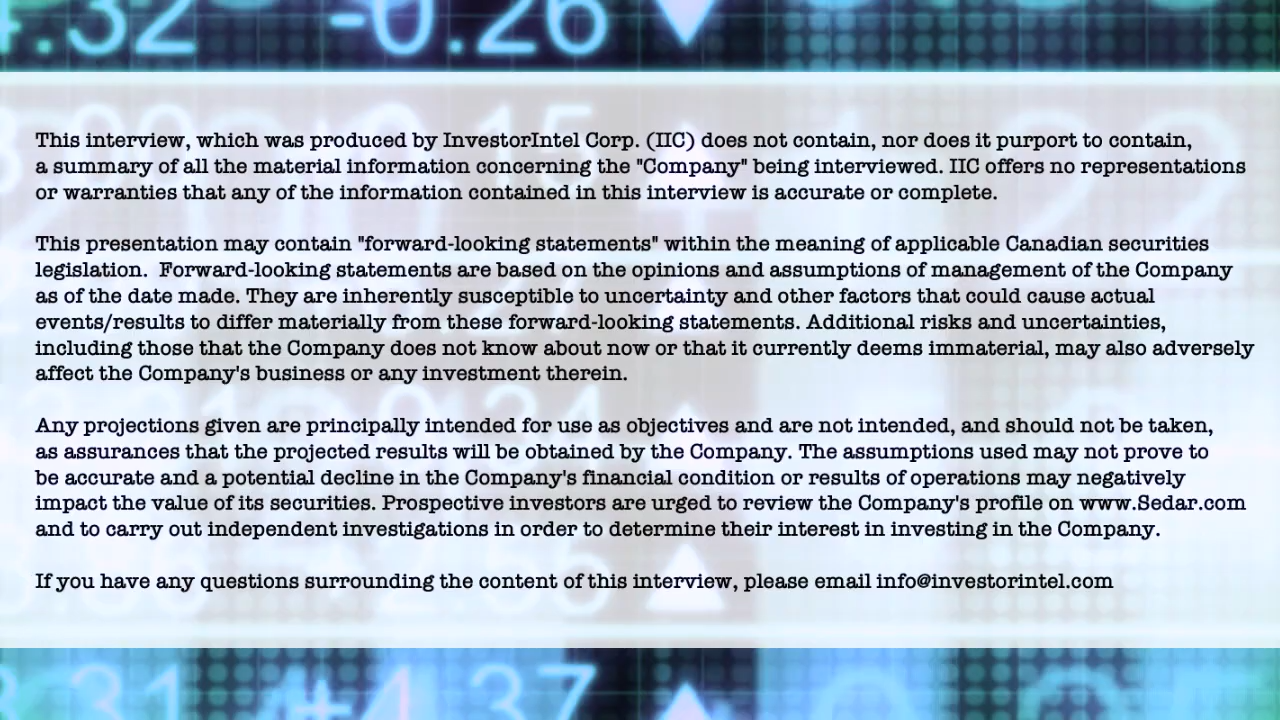 4.32 -0.26
This interview, which was produced by InvestorIntel Corp. (IIC) does not contain, nor does it purport to contain,
a summary of all the material information concerning the "Company" being interviewed. IIC offers no representations
or warranties that any of the information contained in this interview is accurate or complete.
This presentation may contain "forward-looking statements" within the meaning of applicable Canadian securities
legislation.  Forward-looking statements are based on the opinions and assumptions of management of the Company
as of the date made. They are inherently susceptible to uncertainty and other factors that could cause actual
events/results to differ materially from these forward-looking statements. Additional risks and uncertainties,
including those that the Company does not know about now or that it currently deems immaterial, may also adversely
affect the Company's business or any investment therein.
Any projections given are principally intended for use as objectives and are not intended, and should not be taken,
as assurances that the projected results will be obtained by the Company. The assumptions used may not prove to
be accurate and a potential decline in the Company's financial condition or results of operations may negatively
impact the value of its securities. Prospective investors are urged to review the Company's profile on www.Sedar.com
and to carry out independent investigations in order to determine their interest in investing in the Company.
If you have any questions surrounding the content of this interview, please email info@investorintel.com
+4.37